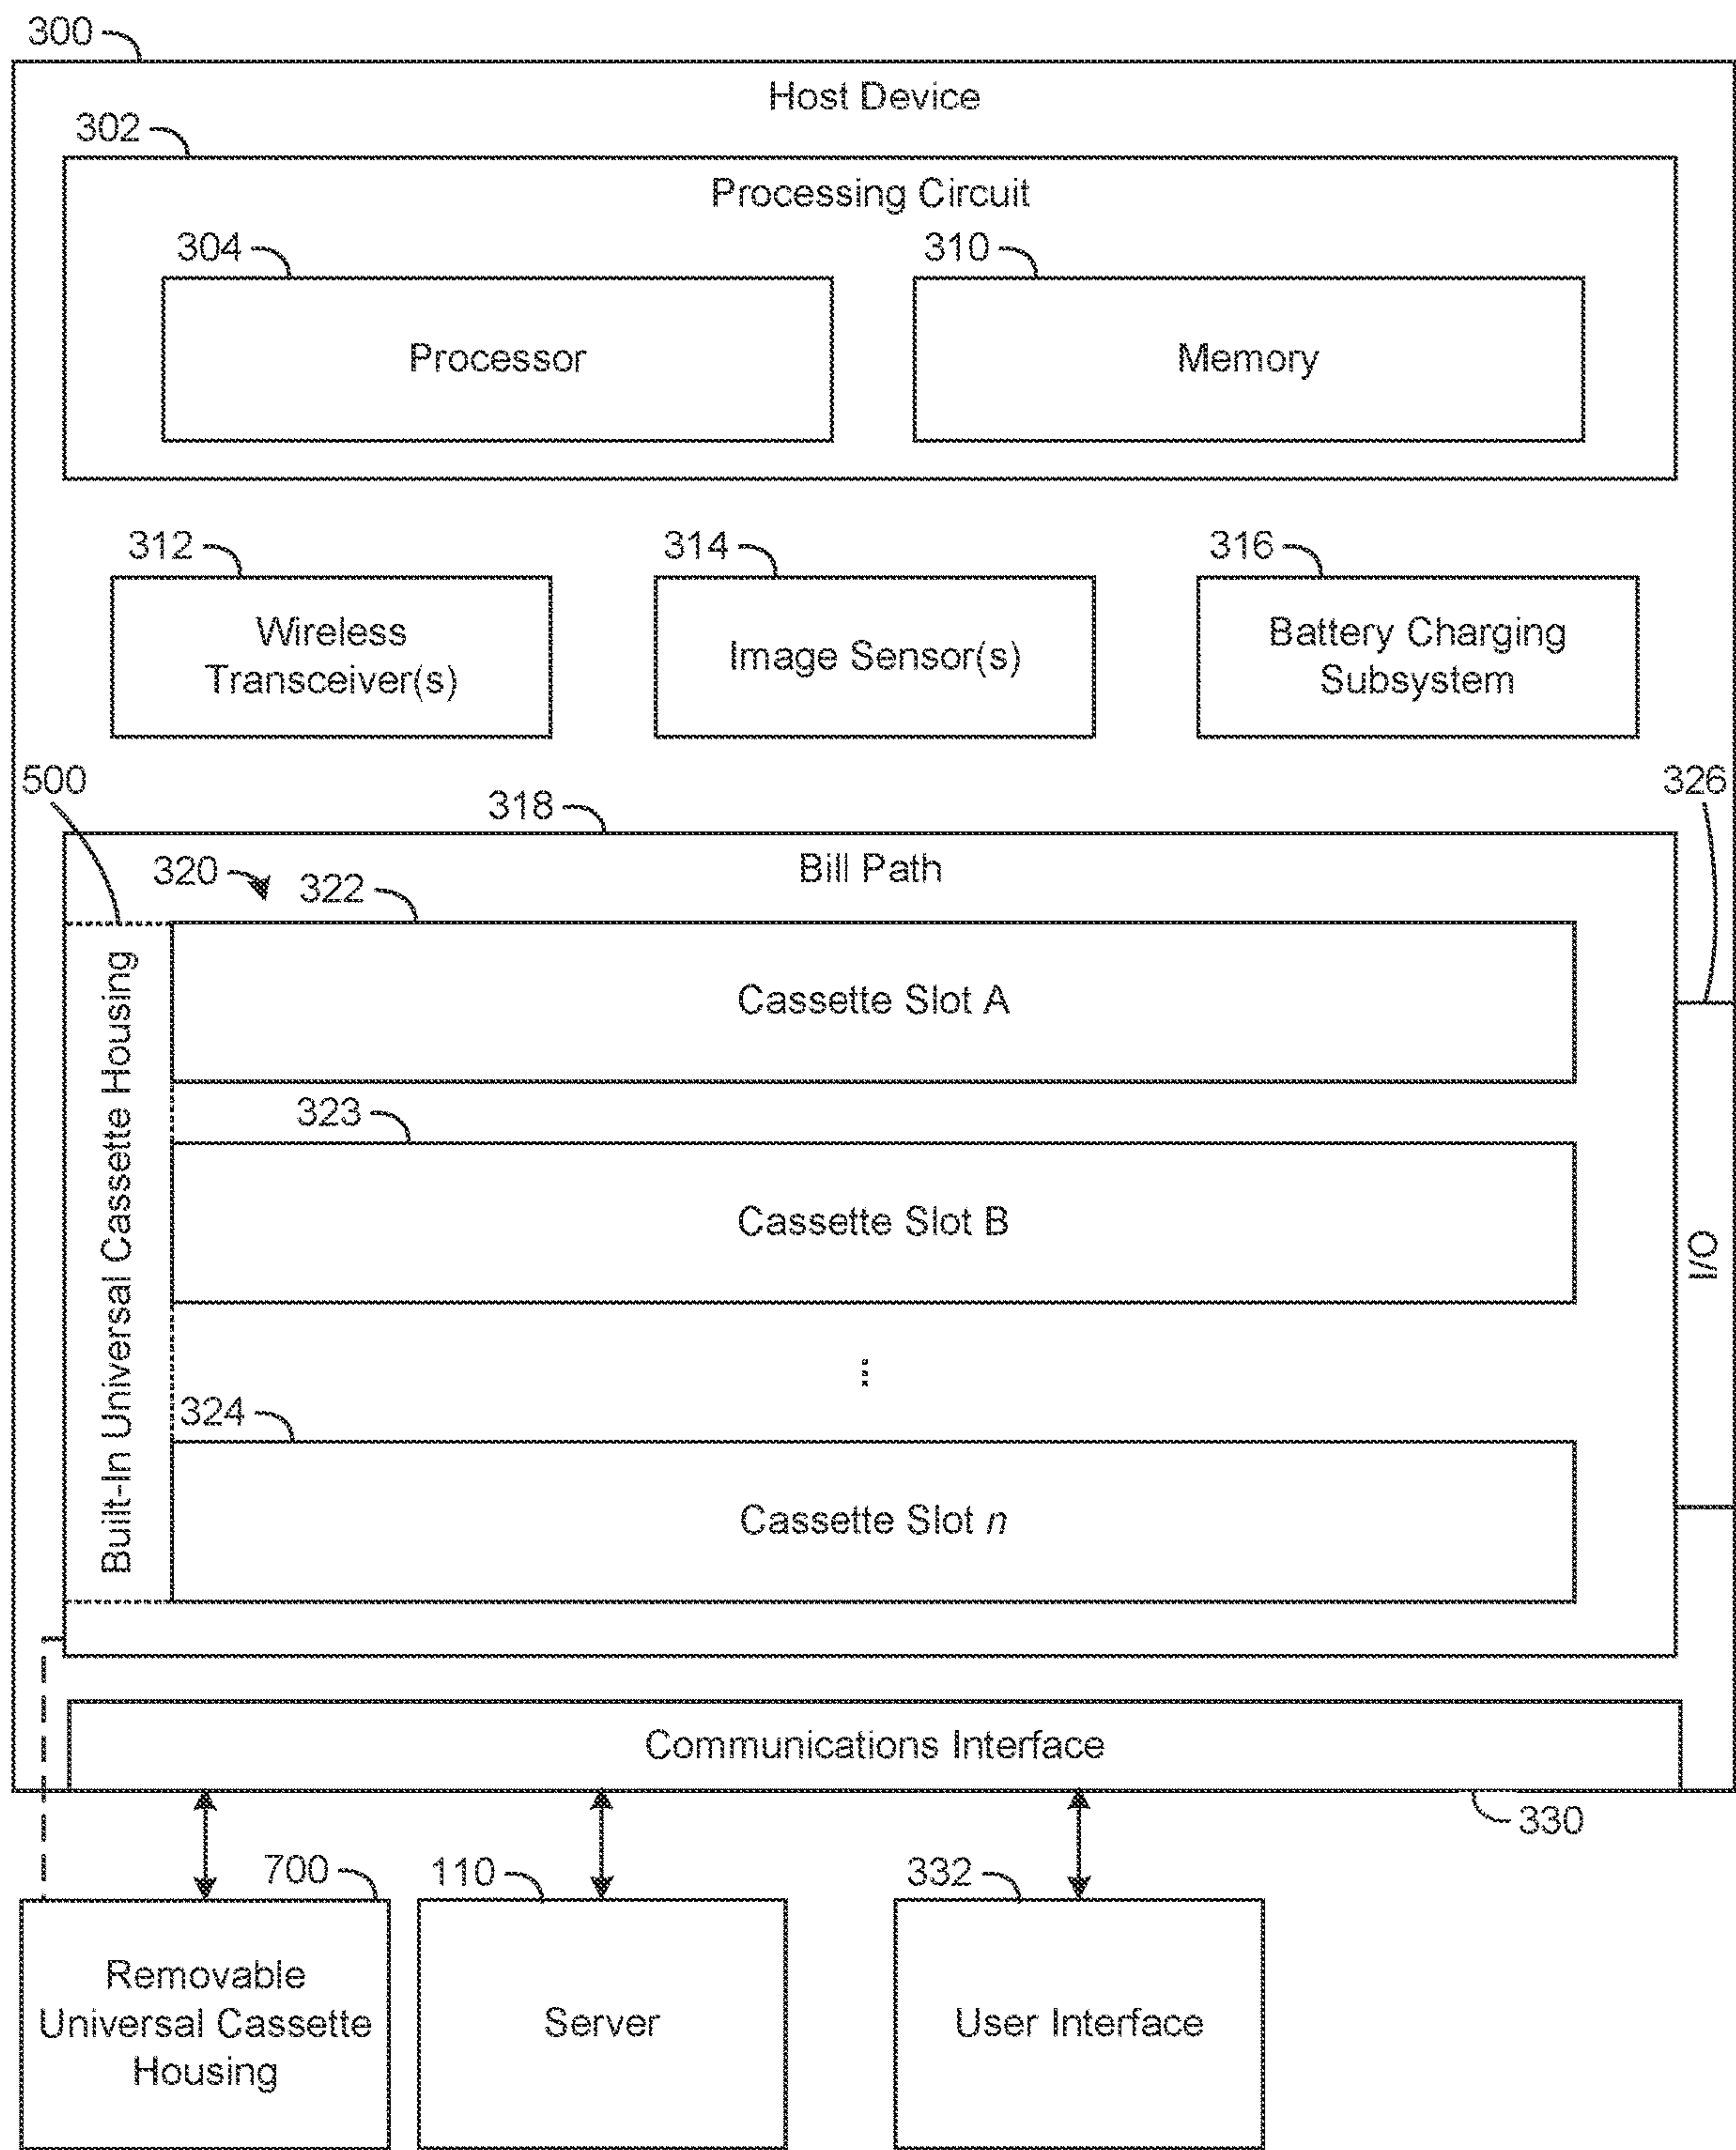 300
Host Device
302
Processing Circuit
304
310
Processor
Memory
312
314
316
Wireless
Transceiver(s)
Image Sensor(s)
Battery Charging
Subsystem
500
318
326
Bill Path
320
322
Built-In Universal Cassette Housing
Cassette Slot A
323
Cassette Slot B
I/O
...
324
Cassette Slot n
Communications Interface
330
700
110
332
Removable
Universal Cassette
Housing
Server
User Interface